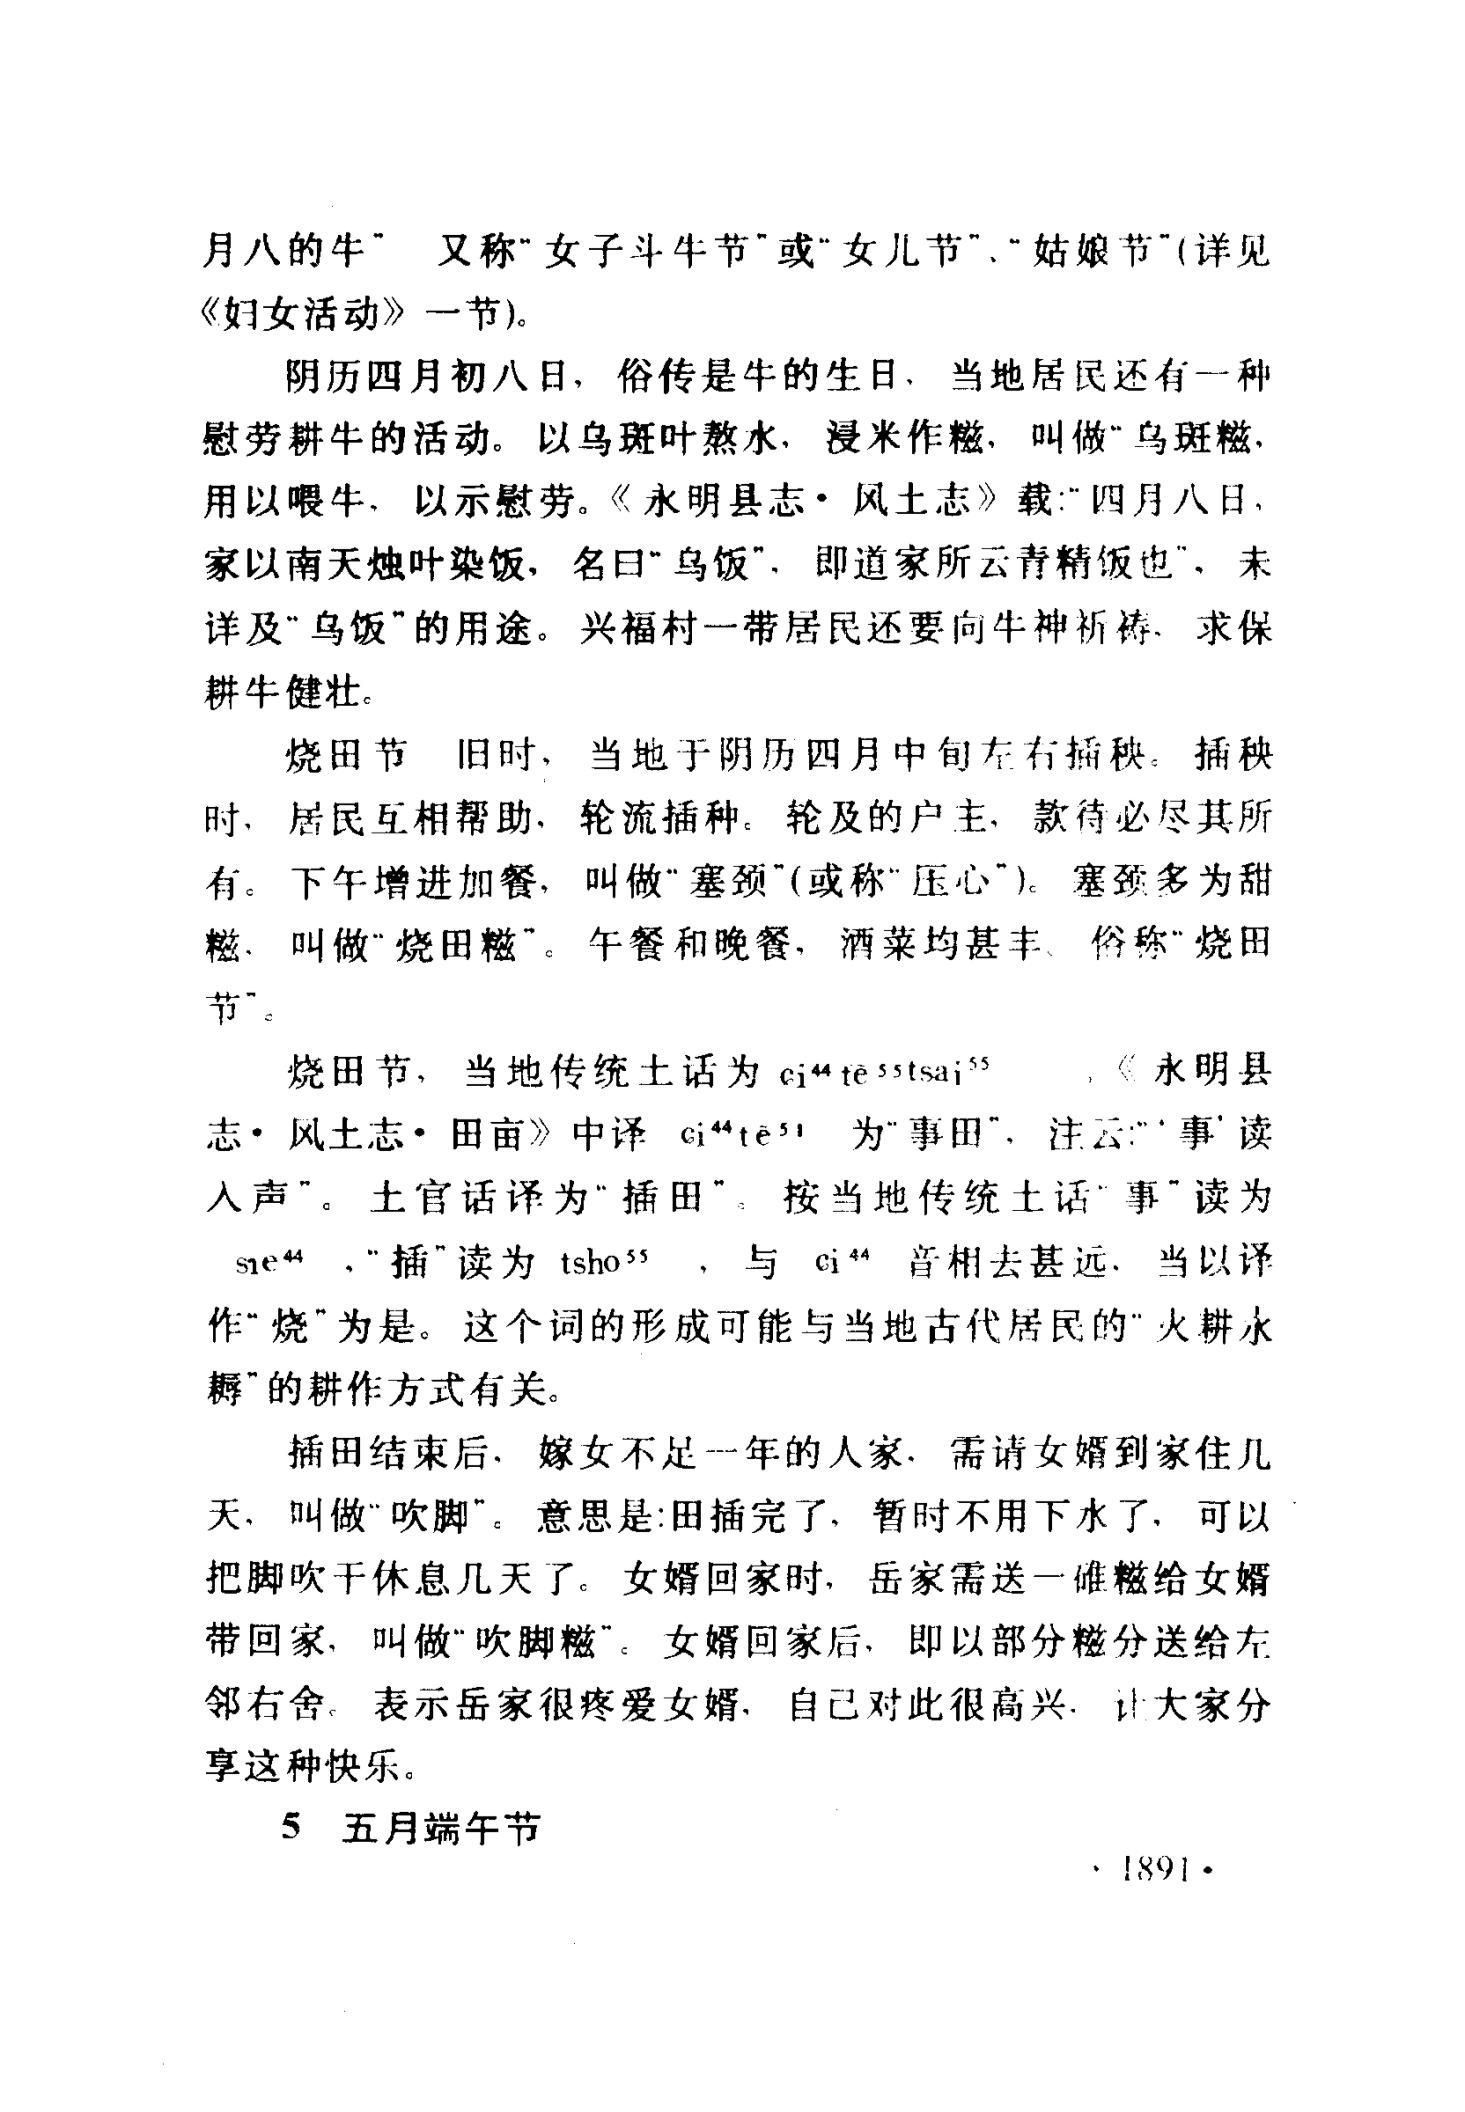 月八的牛” 又称“女子斗牛节”或“女儿节”、“姑娘节”(详见
《妇女活动》一节)。
阴历四月初八日，俗传是牛的生日，当地居民还有一种
慰劳耕牛的活动。以乌斑叶熬水，浸米作糍，叫做“乌斑糍，
用以喂牛，以示慰劳。《永明县志·风土志》载:“四月八日，
家以南天烛叶染饭，名曰“乌饭”，即道家所云青精饭也”，未
详及“乌饭”的用途。兴福村一带居民还要向牛神祈祷，求保
耕牛健壮。
烧田节 旧时，当地于阴历四月中旬左右插秧。插秧
时，居民互相帮助，轮流插种。轮及的户主，款待必尽其所
有。下午增进加餐，叫做“塞颈”(或称“压心”)。塞颈多为甜
糍，叫做“烧田糍”。午餐和晚餐，酒菜均甚丰、俗称“烧田
节”。
烧田节，当地传统土话为 ɕi⁴⁴tē⁵⁵tsai⁵⁵ ，《永明县
志·风土志·田亩》中译 ɕi⁴⁴tē⁵¹ 为“事田”，注云:“‘事’读
入声”。土官话译为“插田”。按当地传统土话“事”读为
sɪe⁴⁴ ，“插”读为 tsho⁵⁵ ，与 ɕi⁴⁴ 音相去甚远，当以译
作“烧”为是。这个词的形成可能与当地古代居民的“火耕水
耨”的耕作方式有关。
插田结束后，嫁女不足一年的人家，需请女婿到家住几
天，叫做“吹脚”。意思是:田插完了，暂时不用下水了，可以
把脚吹干休息几天了。女婿回家时，岳家需送一碓糍给女婿
带回家，叫做“吹脚糍”。女婿回家后，即以部分糍分送给左
邻右舍。表示岳家很疼爱女婿，自己对此很高兴，让大家分
享这种快乐。
5 五月端午节
·1891·